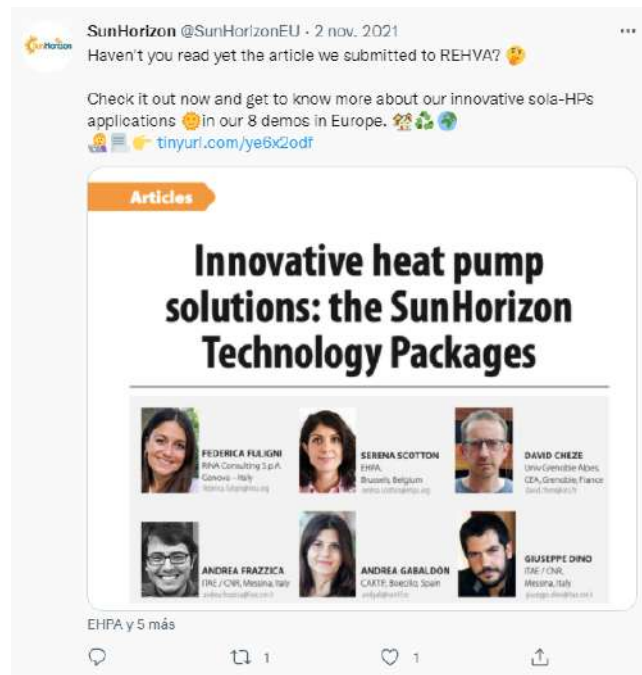 SunHorizon
SunHorizon @SunHorizonEU · 2 nov. 2021
Haven't you read yet the article we submitted to REHVA? 🤔
Check it out now and get to know more about our innovative sola-HPs
applications 🌞in our 8 demos in Europe. 🏘️♻️🌍
👩‍💻📃👉 tinyurl.com/ye6x2odf
Articles
Innovative heat pump
solutions: the SunHorizon
Technology Packages
FEDERICA FULIGNI
RINA Consulting S.p.A.
Genova – Italy
SERENA SCOTTON
EHPA,
Brussels, Belgium
DAVID CHEZE
Univ Grenoble Alpes,
CEA, Grenoble, France
ANDREA FRAZZICA
ITAE / CNR, Messina, Italy
ANDREA GABALDÓN
CARTIF, Boecillo, Spain
GIUSEPPE DINO
ITAE / CNR,
Messina, Italy
EHPA y 5 más
1
1